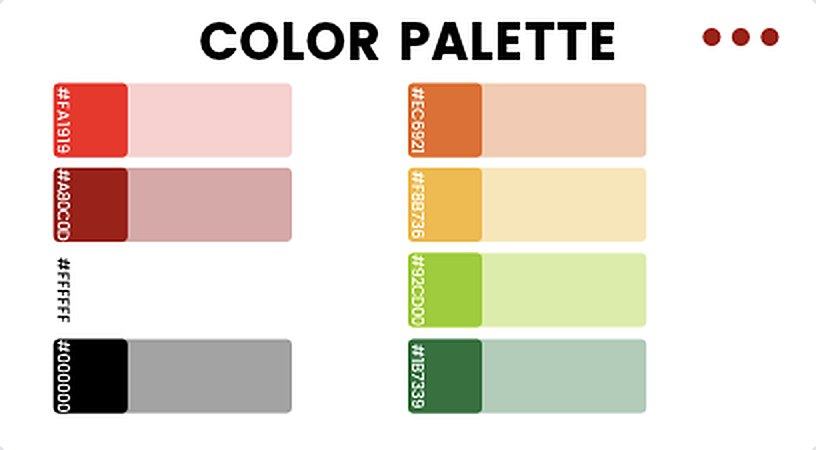 COLOR PALETTE
#FA1919
#A80C0D
#FFFFFF
#000000
#EC6921
#F8B736
#92CD00
#1B7339